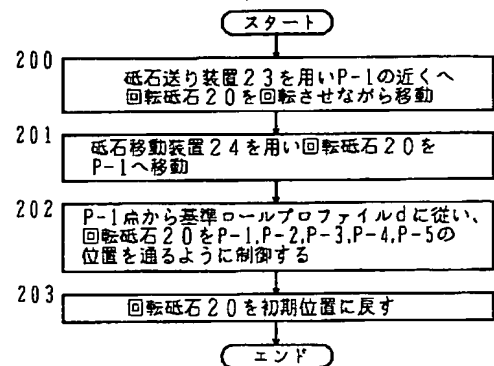 スタート
200
砥石送り装置23を用いP-1の近くへ
回転砥石20を回転させながら移動
201
砥石移動装置24を用い回転砥石20を
P-1へ移動
202
P-1点から基準ロールプロファイルdに従い、
回転砥石20をP-1,P-2,P-3,P-4,P-5の
位置を通るように制御する
203
回転砥石20を初期位置に戻す
エンド